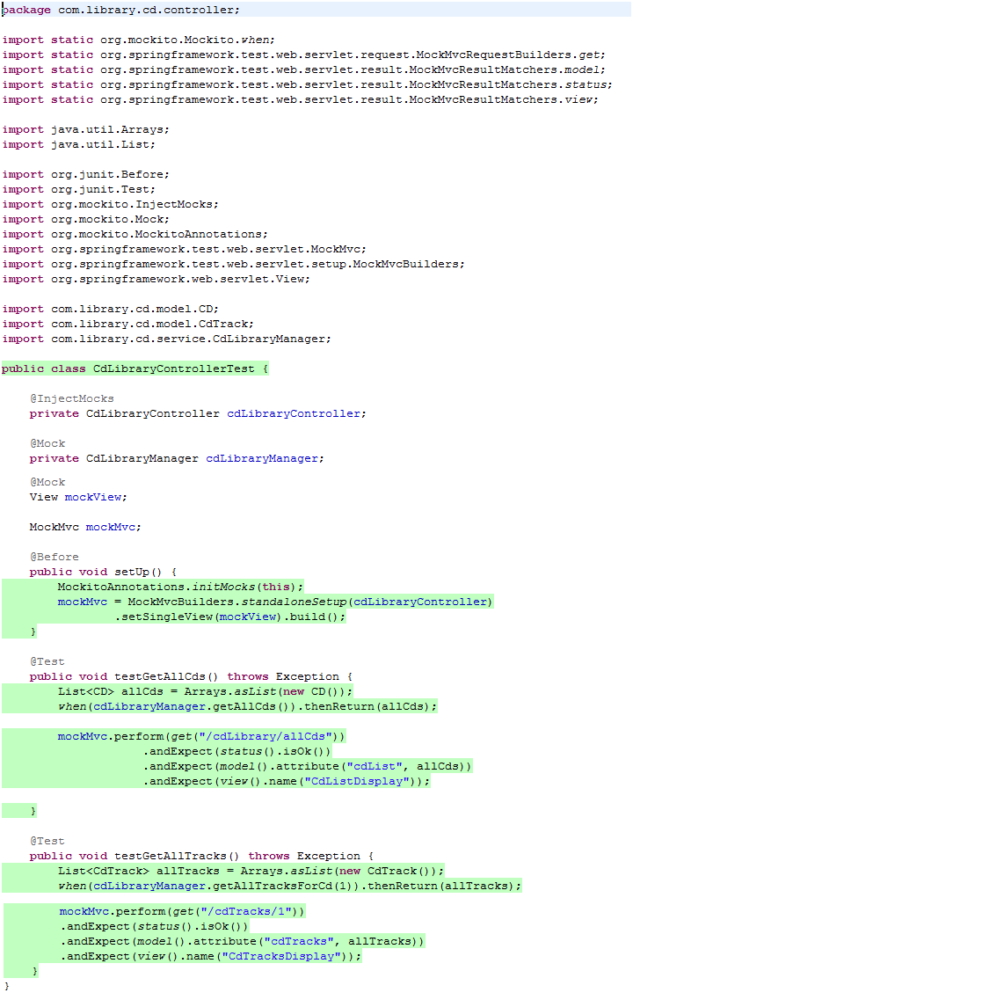 package com.library.cd.controller;
import static org.mockito.Mockito.when;
import static org.springframework.test.web.servlet.request.MockMvcRequestBuilders.get;
import static org.springframework.test.web.servlet.result.MockMvcResultMatchers.model;
import static org.springframework.test.web.servlet.result.MockMvcResultMatchers.status;
import static org.springframework.test.web.servlet.result.MockMvcResultMatchers.view;
import java.util.Arrays;
import java.util.List;
import org.junit.Before;
import org.junit.Test;
import org.mockito.InjectMocks;
import org.mockito.Mock;
import org.mockito.MockitoAnnotations;
import org.springframework.test.web.servlet.MockMvc;
import org.springframework.test.web.servlet.setup.MockMvcBuilders;
import org.springframework.web.servlet.View;
import com.library.cd.model.CD;
import com.library.cd.model.CdTrack;
import com.library.cd.service.CdLibraryManager;
public class CdLibraryControllerTest {
@InjectMocks
private CdLibraryController cdLibraryController;
@Mock
private CdLibraryManager cdLibraryManager;
@Mock
View mockView;
MockMvc mockMvc;
@Before
public void setUp() {
MockitoAnnotations.initMocks(this);
mockMvc = MockMvcBuilders.standaloneSetup(cdLibraryController)
.setSingleView(mockView).build();
}
@Test
public void testGetAllCds() throws Exception {
List<CD> allCds = Arrays.asList(new CD());
when(cdLibraryManager.getAllCds()).thenReturn(allCds);
mockMvc.perform(get("/cdLibrary/allCds"))
.andExpect(status().isOk())
.andExpect(model().attribute("cdList", allCds))
.andExpect(view().name("CdListDisplay"));
}
@Test
public void testGetAllTracks() throws Exception {
List<CdTrack> allTracks = Arrays.asList(new CdTrack());
when(cdLibraryManager.getAllTracksForCd(1)).thenReturn(allTracks);
mockMvc.perform(get("/cdTracks/1"))
.andExpect(status().isOk())
.andExpect(model().attribute("cdTracks", allTracks))
.andExpect(view().name("CdTracksDisplay"));
}
}